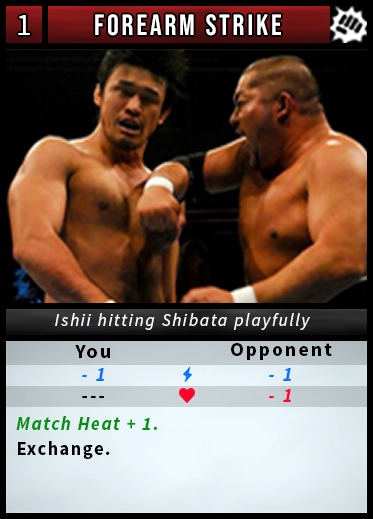 1 FOREARM STRIKE
Ishii hitting Shibata playfully
You Opponent
- 1 - 1
--- - 1
Match Heat + 1.
Exchange.